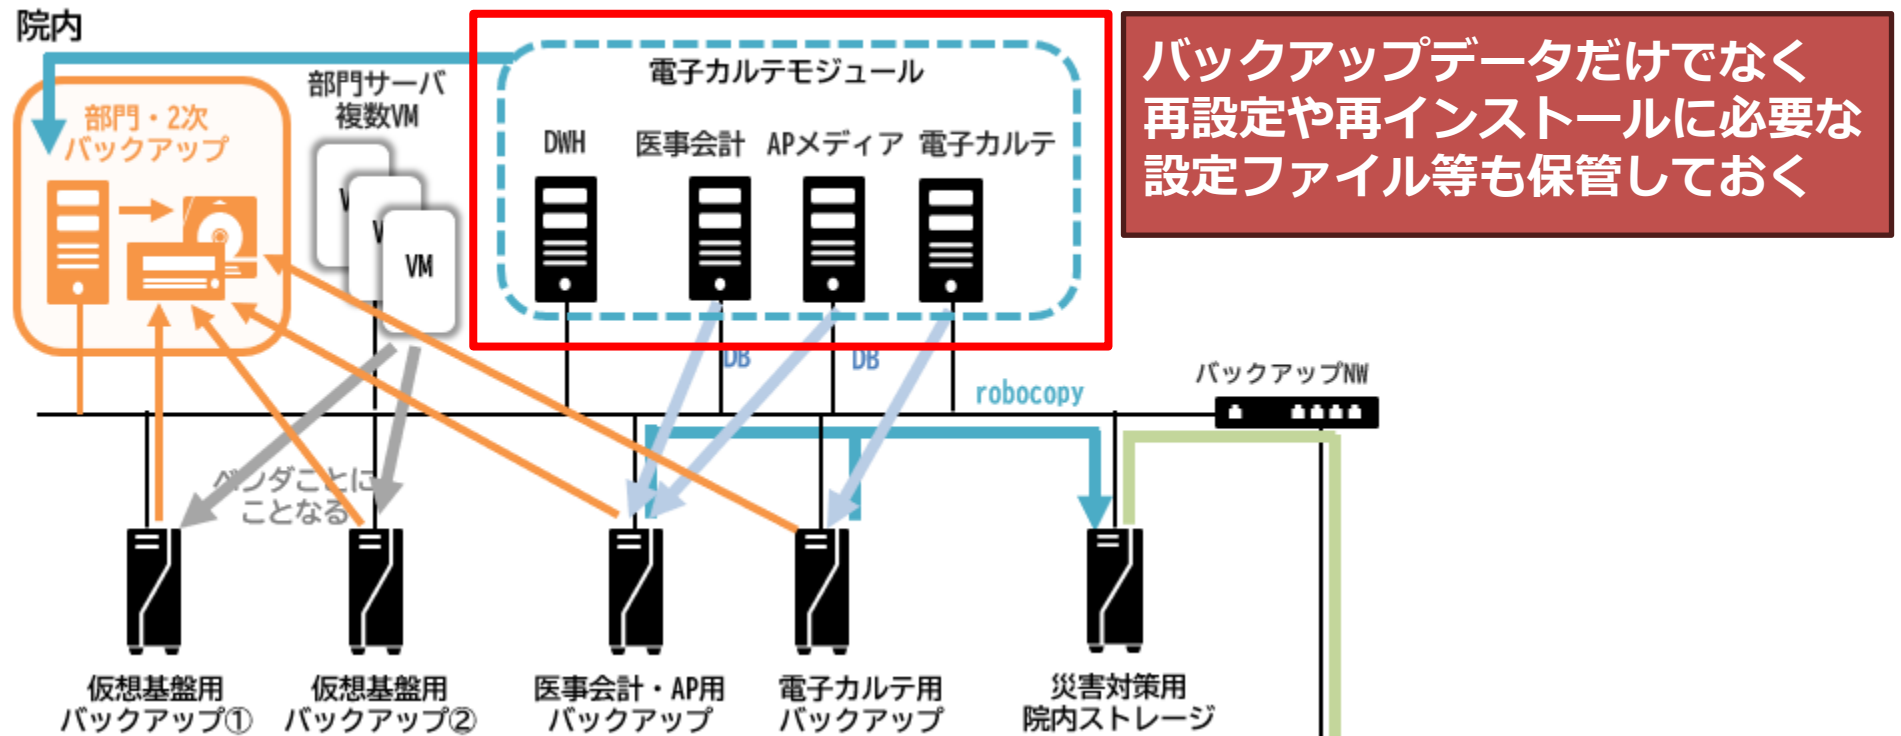 院内
バックアップデータだけでなく
再設定や再インストールに必要な
設定ファイル等も保管しておく
電子カルテモジュール
部門サーバ
複数VM
部門・2次
バックアップ
DWH
医事会計
APメディア
電子カルテ
V
V
VM
DB
DB
robocopy
バックアップNW
ベンダごとに
ことなる
仮想基盤用
バックアップ①
仮想基盤用
バックアップ②
医事会計・AP用
バックアップ
電子カルテ用
バックアップ
災害対策用
院内ストレージ